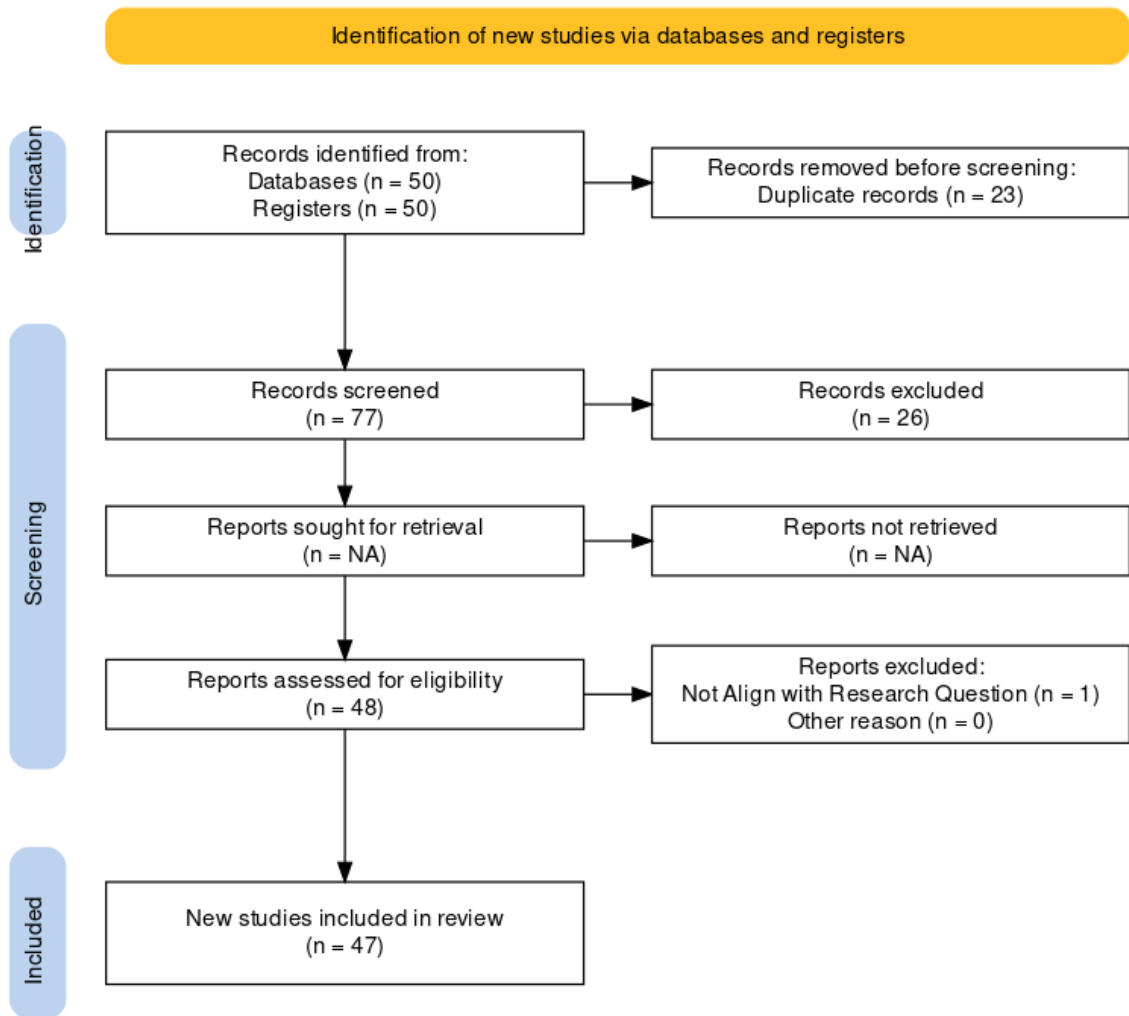 Identification of new studies via databases and registers
Identification
Records identified from:
Databases (n = 50)
Registers (n = 50)
Records removed before screening:
Duplicate records (n = 23)
Screening
Records screened
(n = 77)
Records excluded
(n = 26)
Reports sought for retrieval
(n = NA)
Reports not retrieved
(n = NA)
Reports assessed for eligibility
(n = 48)
Reports excluded:
Not Align with Research Question (n = 1)
Other reason (n = 0)
Included
New studies included in review
(n = 47)